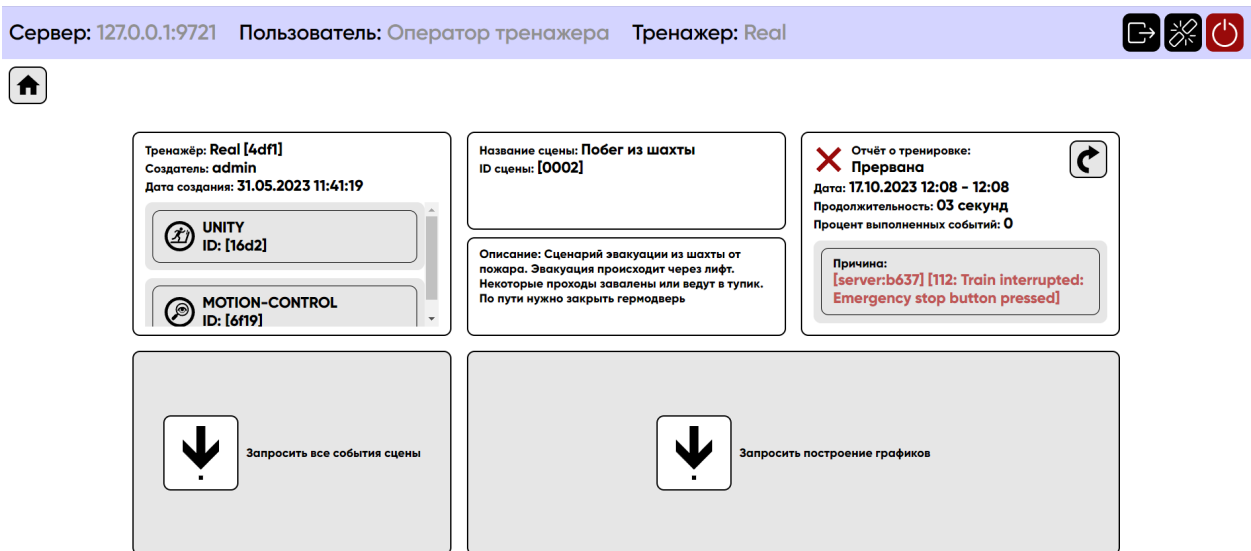 Сервер: 127.0.0.1:9721 Пользователь: Оператор тренажера Тренажер: Real
Тренажёр: Real [4df1]
Создатель: admin
Дата создания: 31.05.2023 11:41:19
UNITY
ID: [16d2]
MOTION-CONTROL
ID: [6f19]
Название сцены: Побег из шахты
ID сцены: [0002]
Описание: Сценарий эвакуации из шахты от
пожара. Эвакуация происходит через лифт.
Некоторые проходы завалены или ведут в тупик.
По пути нужно закрыть гермодверь
Отчёт о тренировке:
Прервана
Дата: 17.10.2023 12:08 - 12:08
Продолжительность: 03 секунд
Процент выполненных событий: 0
Причина:
[server:b637] [112: Train interrupted:
Emergency stop button pressed]
Запросить все события сцены
Запросить построение графиков